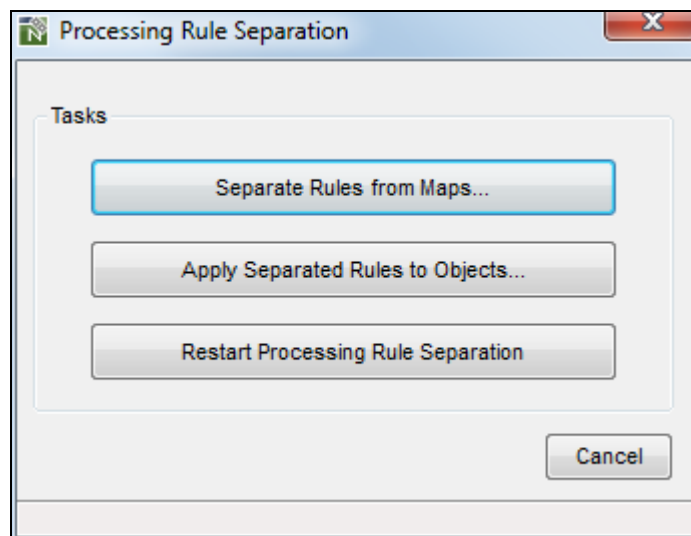 Processing Rule Separation
Tasks
Separate Rules from Maps...
Apply Separated Rules to Objects...
Restart Processing Rule Separation
Cancel